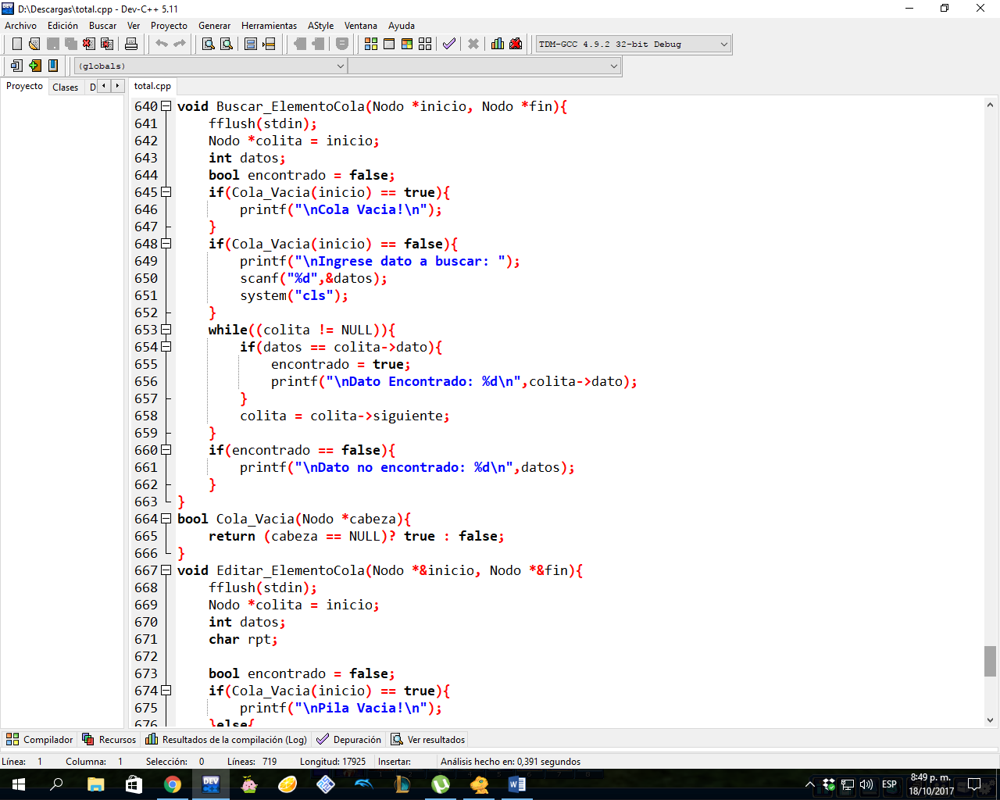 D:\Descargas\total.cpp - Dev-C++ 5.11
Archivo Edición Buscar Ver Proyecto Generar Herramientas AStyle Ventana Ayuda
TDM-GCC 4.9.2 32-bit Debug
(globals)
Proyecto Clases D total.cpp
640 void Buscar_ElementoCola(Nodo *inicio, Nodo *fin){
641 fflush(stdin);
642 Nodo *colita = inicio;
643 int datos;
644 bool encontrado = false;
645 if(Cola_Vacia(inicio) == true){
646 printf("\nCola Vacia!\n");
647 }
648 if(Cola_Vacia(inicio) == false){
649 printf("\nIngrese dato a buscar: ");
650 scanf("%d",&datos);
651 system("cls");
652 }
653 while((colita != NULL)){
654 if(datos == colita->dato){
655 encontrado = true;
656 printf("\nDato Encontrado: %d\n",colita->dato);
657 }
658 colita = colita->siguiente;
659 }
660 if(encontrado == false){
661 printf("\nDato no encontrado: %d\n",datos);
662 }
663 }
664 bool Cola_Vacia(Nodo *cabeza){
665 return (cabeza == NULL)? true : false;
666 }
667 void Editar_ElementoCola(Nodo *&inicio, Nodo *&fin){
668 fflush(stdin);
669 Nodo *colita = inicio;
670 int datos;
671 char rpt;
672
673 bool encontrado = false;
674 if(Cola_Vacia(inicio) == true){
675 printf("\nPila Vacia!\n");
676 }else{
Compilador Recursos Resultados de la compilación (Log) Depuración Ver resultados
Línea: 1 Columna: 1 Selección: 0 Líneas: 719 Longitud: 17925 Insertar: Análisis hecho en: 0,391 segundos
DEV
ESP
8:49 p. m.
18/10/2017